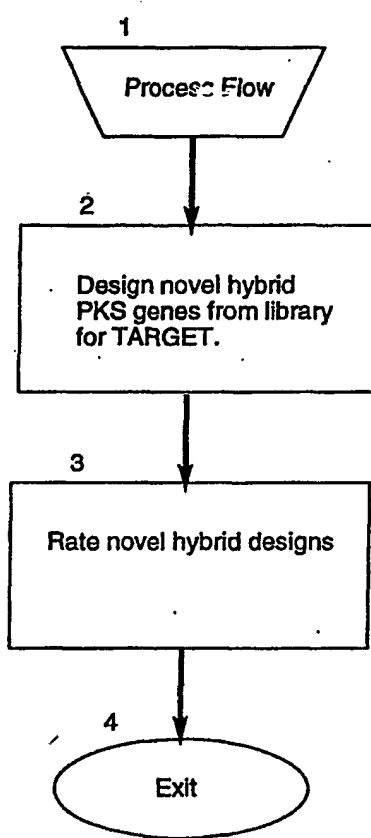 1
Process Flow
2
Design novel hybrid
PKS genes from library
for TARGET.
3
Rate novel hybrid designs
4
Exit